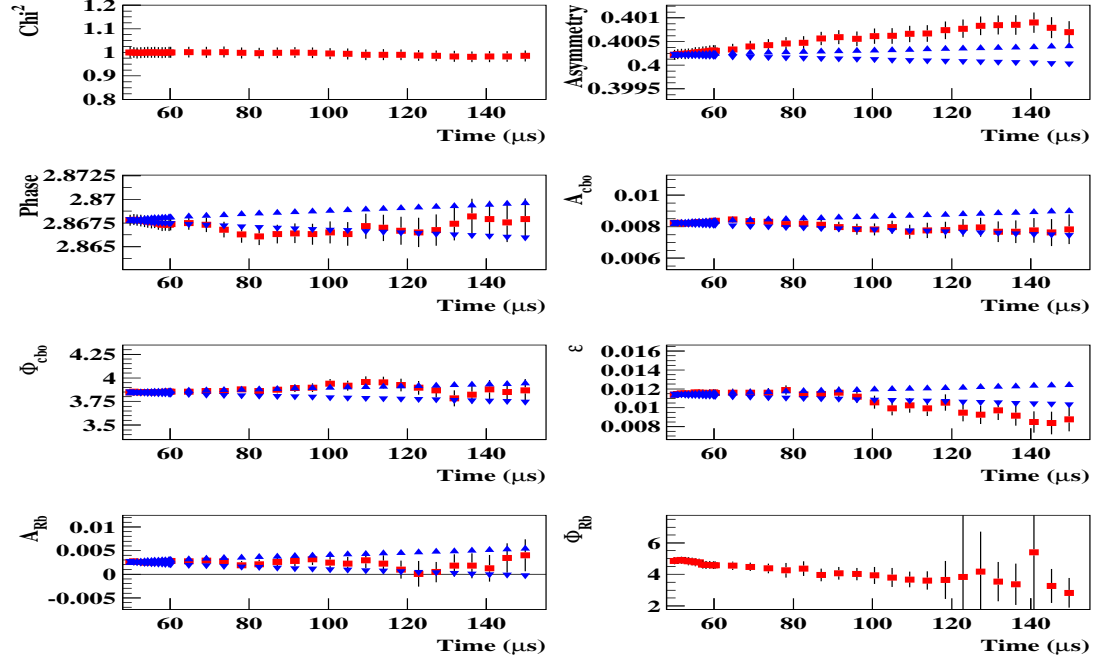 Chi²
1.2
1.1
1
0.9
0.8
60 80 100 120 140
Time (μs)
Asymmetry
0.401
0.4005
0.4
0.3995
60 80 100 120 140
Time (μs)
Phase
2.8725
2.87
2.8675
2.865
60 80 100 120 140
Time (μs)
A_cbo
0.01
0.008
0.006
60 80 100 120 140
Time (μs)
Φ_cbo
4.25
4
3.75
3.5
60 80 100 120 140
Time (μs)
ε
0.016
0.014
0.012
0.01
0.008
60 80 100 120 140
Time (μs)
A_Rb
0.01
0.005
0
-0.005
60 80 100 120 140
Time (μs)
Φ_Rb
6
4
2
60 80 100 120 140
Time (μs)